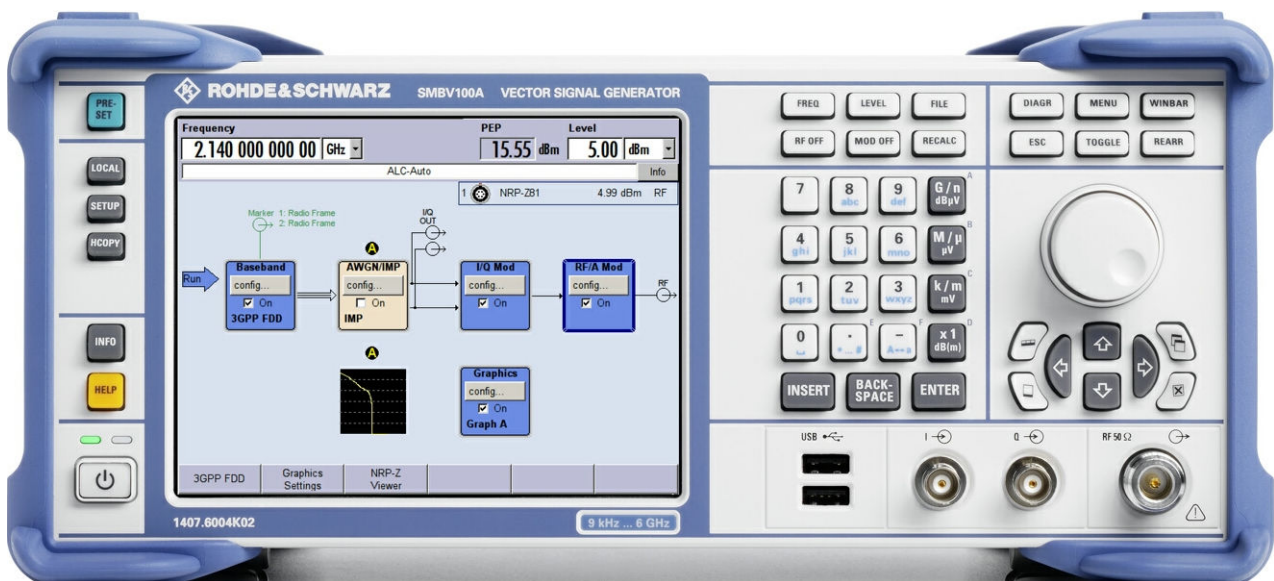 ROHDE&SCHWARZ SMBV100A VECTOR SIGNAL GENERATOR
PRE-
SET
LOCAL
SETUP
HCOPY
INFO
HELP
Frequency PEP Level
2.140 000 000 00 GHz 15.55 dBm 5.00 dBm
ALC-Auto Info
1 NRP-ZB1 4.99 dBm RF
Marker 1: Radio Frame
2: Radio Frame
I/Q
OUT
A
Run
Baseband
config...
On
3GPP FDD
AWGN/IMP
config...
On
IMP
I/Q Mod
config...
On
RF/A Mod
config...
On
RF
A
Graphics
config...
On
Graph A
3GPP FDD
Graphics
Settings
NRP-Z
Viewer
1407.6004K02
9 kHz ... 6 GHz
FREQ LEVEL FILE
RF OFF MOD OFF RECALC
DIAGR MENU WINBAR
ESC TOGGLE REARR
A
7 8 9 G/n
abc def dBµV
B
4 5 6 M/µ
ghi jkl mno µV
C
1 2 3 k/m
pqrs tuv wxyz mV
E F D
0 . - x1
+...# A↔a dB(m)
INSERT
BACK-
SPACE
ENTER
USB I Q RF 50 Ω